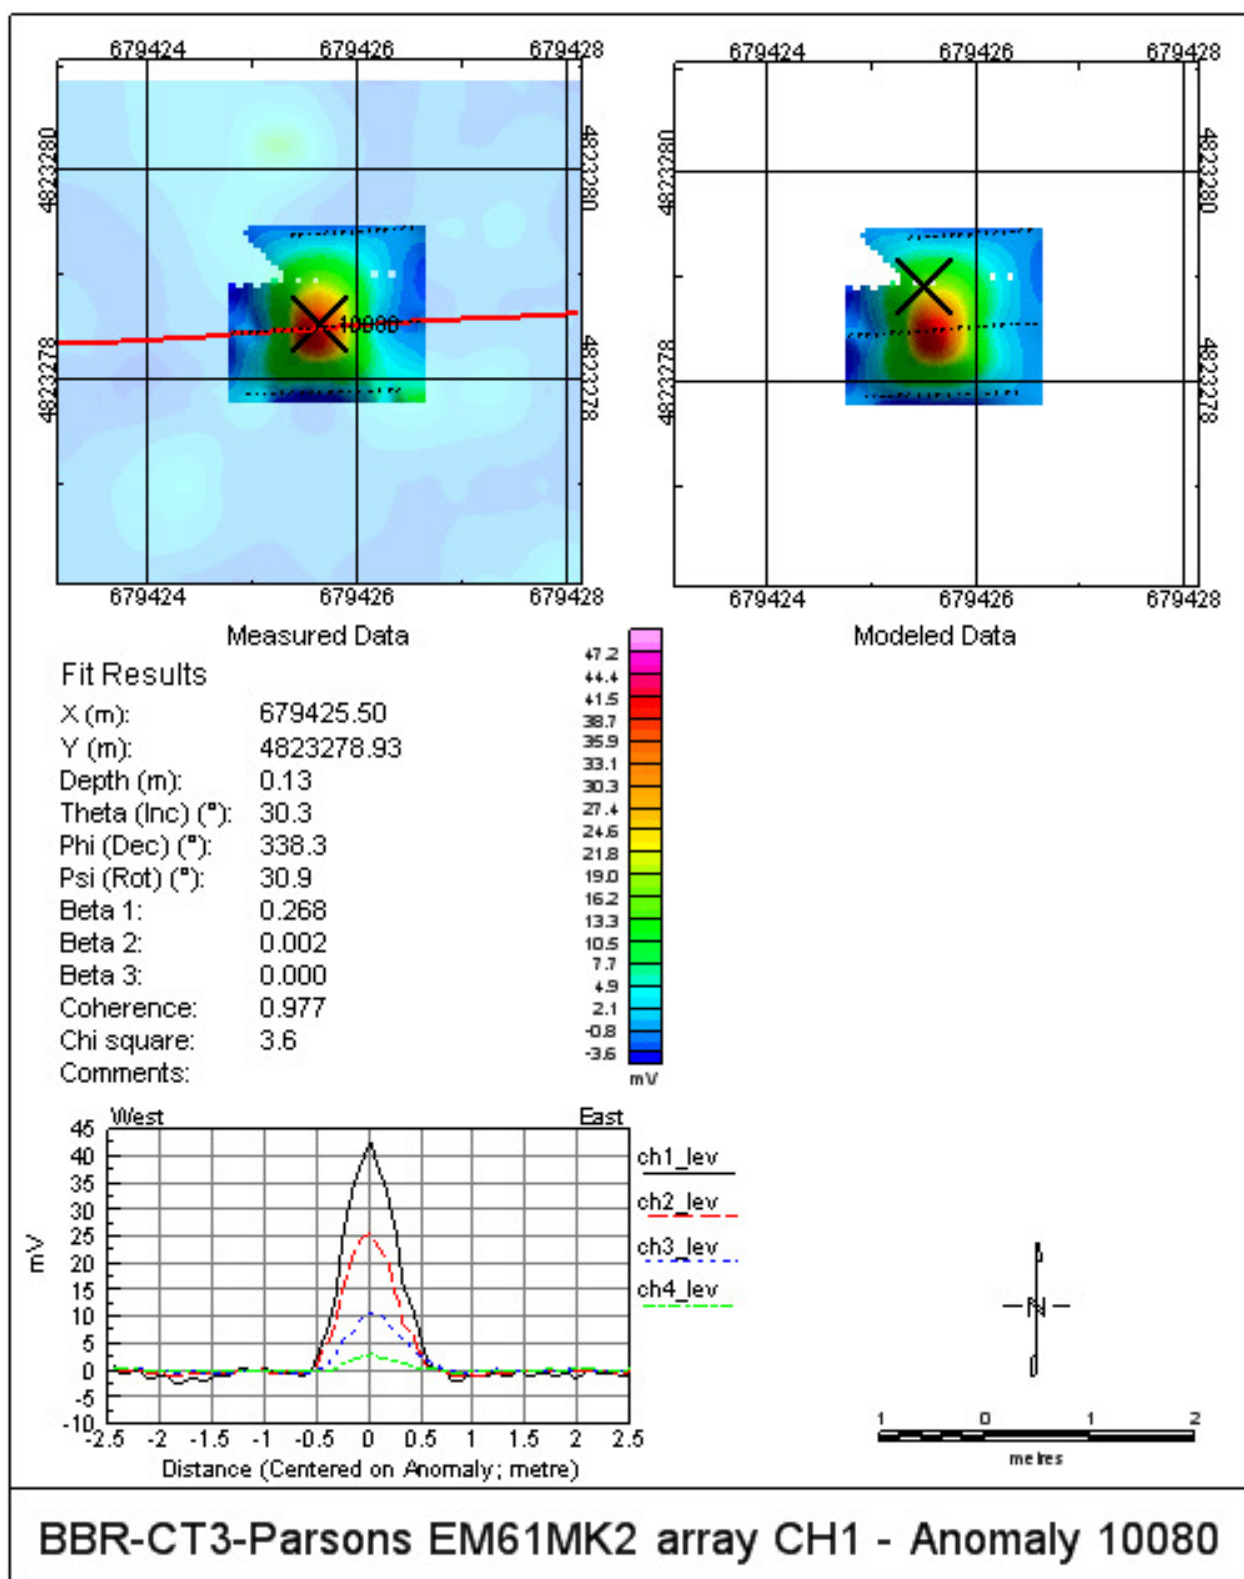 679424 679426 679428
679424 679426 679428
4823280
4823280
4823280
4823280
10080
4823278
4823278
4823278
4823278
679424 679426 679428
679424 679426 679428
Measured Data
Modeled Data
Fit Results
X (m): 679425.50
Y (m): 4823278.93
Depth (m): 0.13
Theta (Inc) (°): 30.3
Phi (Dec) (°): 338.3
Psi (Rot) (°): 30.9
Beta 1: 0.268
Beta 2: 0.002
Beta 3: 0.000
Coherence: 0.977
Chi square: 3.6
Comments:
47.2
44.4
41.5
38.7
35.9
33.1
30.3
27.4
24.6
21.8
19.0
16.2
13.3
10.5
7.7
4.9
2.1
-0.8
-3.6
mV
West East
45
40
35
30
25
20
15
10
5
0
-5
-10
mV
-2.5 -2 -1.5 -1 -0.5 0 0.5 1 1.5 2 2.5
Distance (Centered on Anomaly; metre)
ch1_lev
ch2_lev
ch3_lev
ch4_lev
N
1 0 1 2
metres
BBR-CT3-Parsons EM61MK2 array CH1 - Anomaly 10080